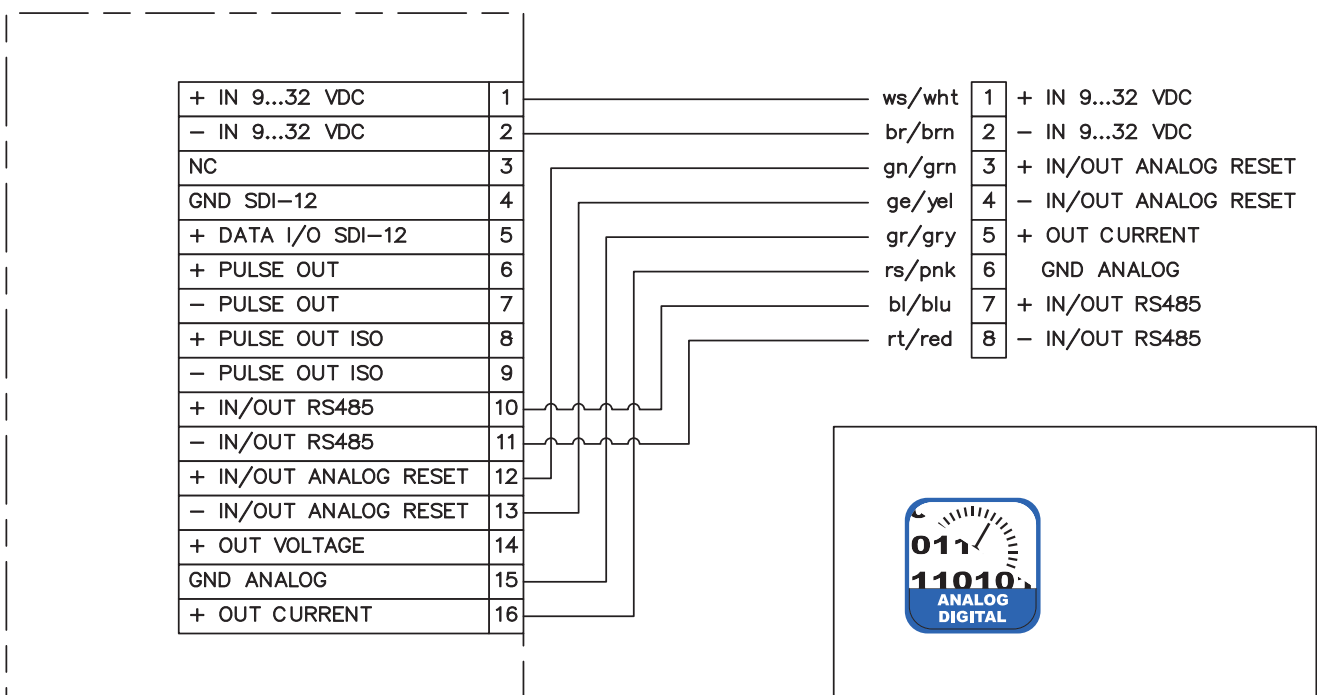 + IN 9...32 VDC 1
− IN 9...32 VDC 2
NC 3
GND SDI−12 4
+ DATA I/O SDI−12 5
+ PULSE OUT 6
− PULSE OUT 7
+ PULSE OUT ISO 8
− PULSE OUT ISO 9
+ IN/OUT RS485 10
− IN/OUT RS485 11
+ IN/OUT ANALOG RESET 12
− IN/OUT ANALOG RESET 13
+ OUT VOLTAGE 14
GND ANALOG 15
+ OUT CURRENT 16
ws/wht 1 + IN 9...32 VDC
br/brn 2 − IN 9...32 VDC
gn/grn 3 + IN/OUT ANALOG RESET
ge/yel 4 − IN/OUT ANALOG RESET
gr/gry 5 + OUT CURRENT
rs/pnk 6 GND ANALOG
bl/blu 7 + IN/OUT RS485
rt/red 8 − IN/OUT RS485
011
11010
ANALOG
DIGITAL